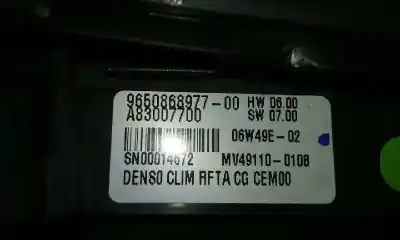 9650868977-00 HW 06.00
A83007700 SW 07.00
06W49E-02
SN00014672 MV49110-0108
DENSO CLIM RFTA CG CEM00